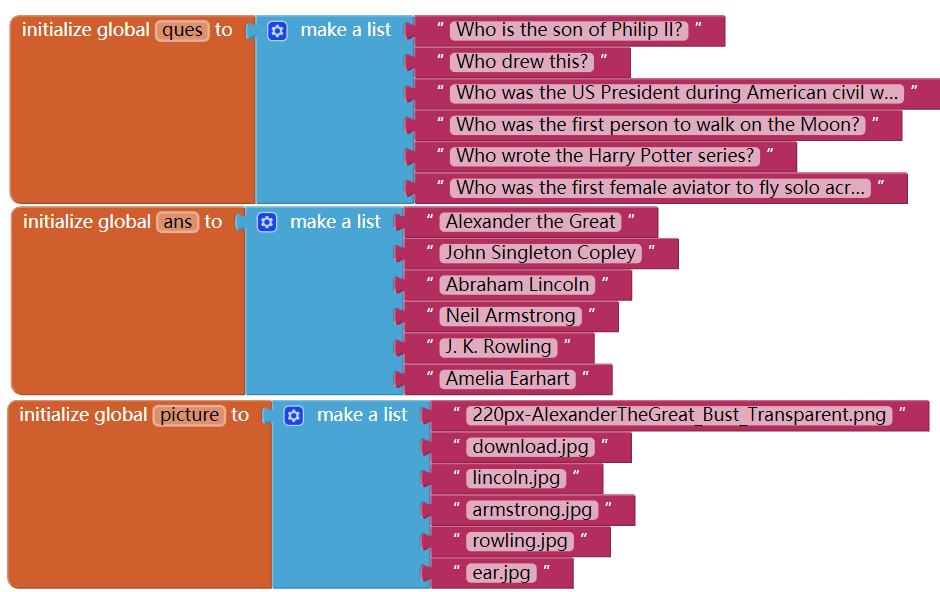 initialize global ques to make a list " Who is the son of Philip II? "
" Who drew this? "
" Who was the US President during American civil w... "
" Who was the first person to walk on the Moon? "
" Who wrote the Harry Potter series? "
" Who was the first female aviator to fly solo acr... "
initialize global ans to make a list " Alexander the Great "
" John Singleton Copley "
" Abraham Lincoln "
" Neil Armstrong "
" J. K. Rowling "
" Amelia Earhart "
initialize global picture to make a list " 220px-AlexanderTheGreat_Bust_Transparent.png "
" download.jpg "
" lincoln.jpg "
" armstrong.jpg "
" rowling.jpg "
" ear.jpg "